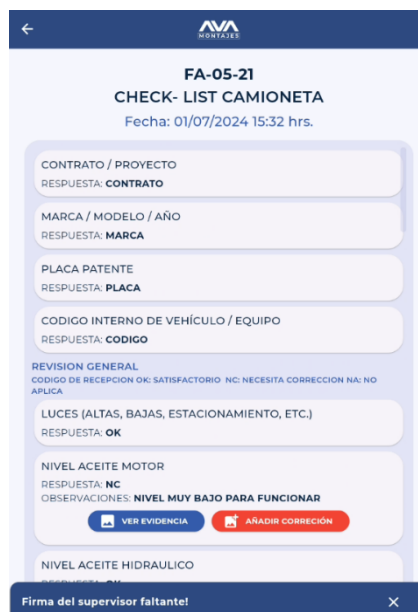 AVA
MONTAJES
FA-05-21
CHECK- LIST CAMIONETA
Fecha: 01/07/2024 15:32 hrs.
CONTRATO / PROYECTO
RESPUESTA: CONTRATO
MARCA / MODELO / AÑO
RESPUESTA: MARCA
PLACA PATENTE
RESPUESTA: PLACA
CODIGO INTERNO DE VEHÍCULO / EQUIPO
RESPUESTA: CODIGO
REVISION GENERAL
CODIGO DE RECEPCION OK: SATISFACTORIO NC: NECESITA CORRECCION NA: NO
APLICA
LUCES (ALTAS, BAJAS, ESTACIONAMIENTO, ETC.)
RESPUESTA: OK
NIVEL ACEITE MOTOR
RESPUESTA: NC
OBSERVACIONES: NIVEL MUY BAJO PARA FUNCIONAR
VER EVIDENCIA
AÑADIR CORRECIÓN
NIVEL ACEITE HIDRAULICO
RESPUESTA: OK
Firma del supervisor faltante!